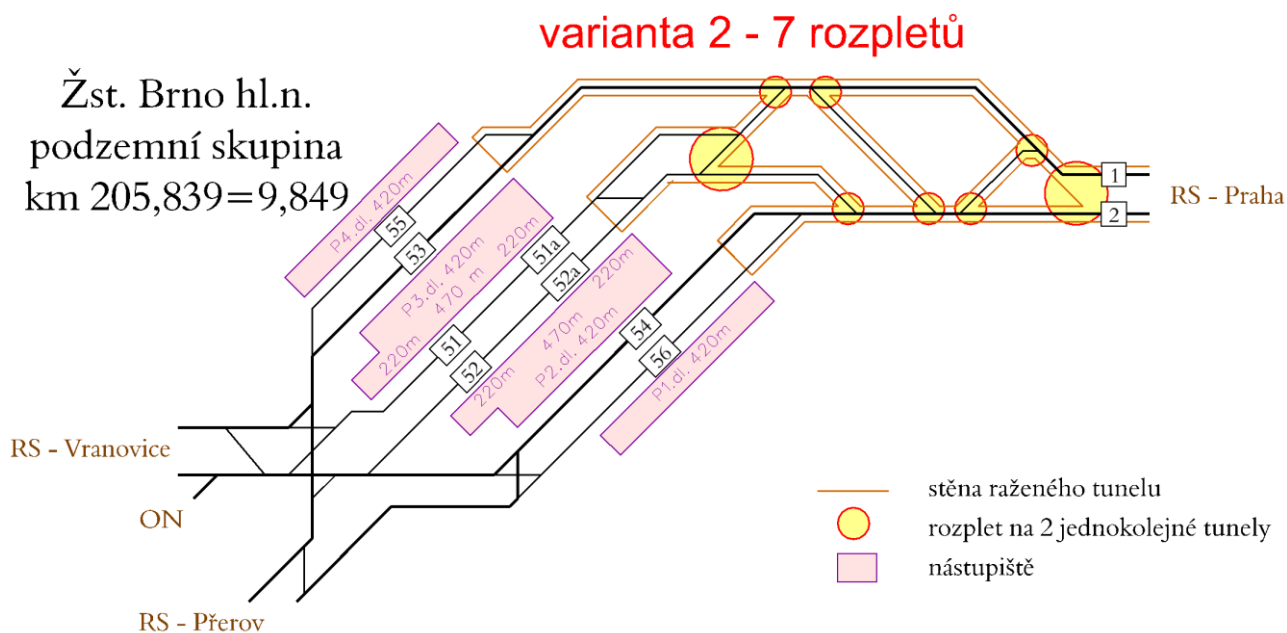 varianta 2 - 7 rozpletů
Žst. Brno hl.n.
podzemní skupina
km 205,839=9,849
P4.dl. 420m
55
53
P3.dl. 420m
220m 470 m 220m
51a
52a
51
52
220m 470m 220m
P2.dl. 420m
54
56
P1.dl. 420m
1
2
RS - Praha
RS - Vranovice
ON
RS - Přerov
stěna raženého tunelu
rozplet na 2 jednokolejné tunely
nástupiště